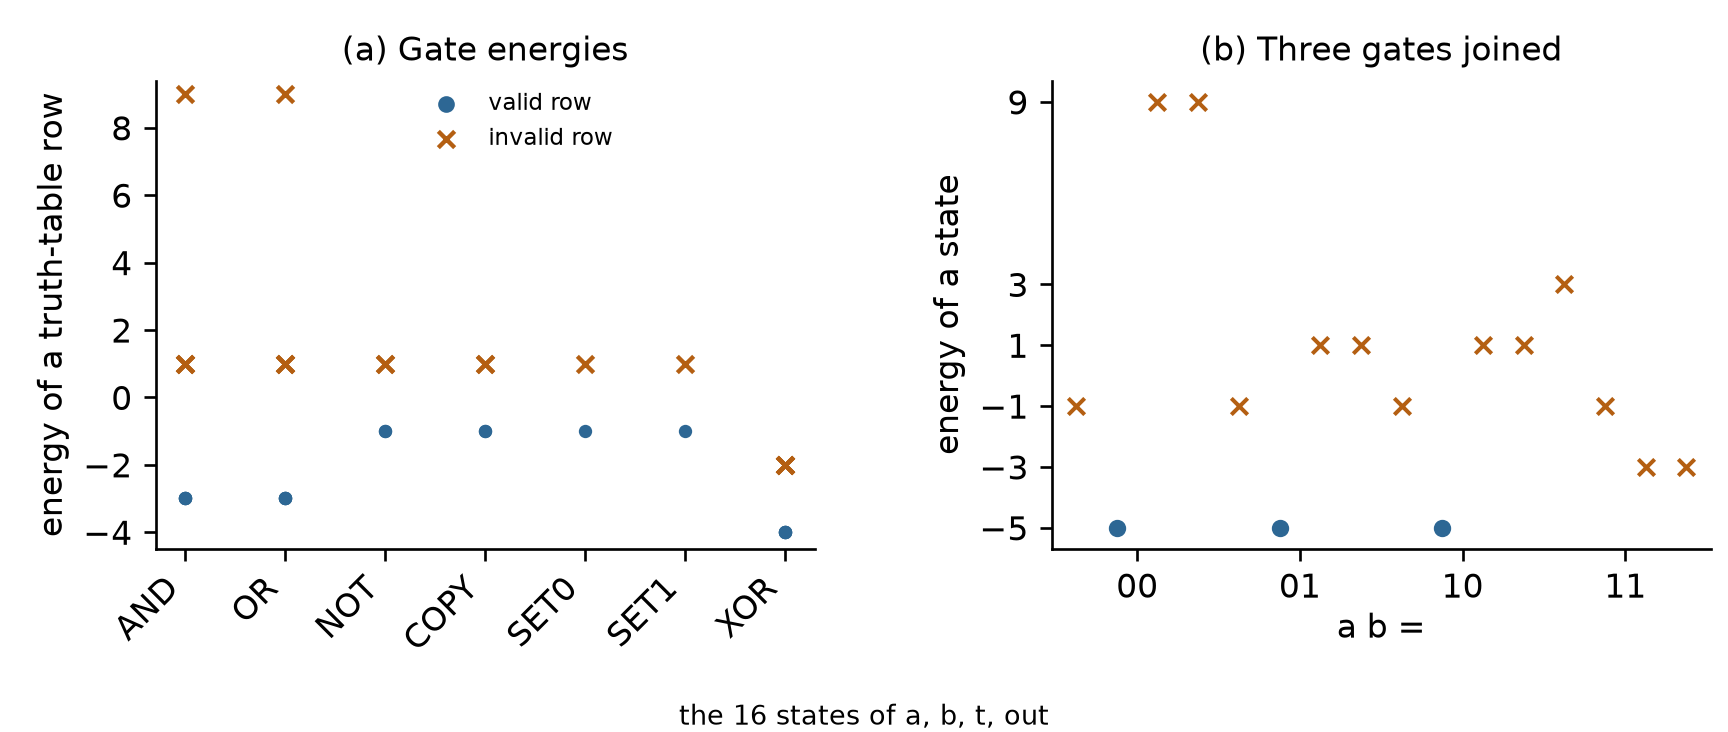 (a) Gate energies
energy of a truth-table row
8
6
4
2
0
−2
−4
valid row
invalid row
AND
OR
NOT
COPY
SET0
SET1
XOR
(b) Three gates joined
energy of a state
9
3
1
−1
−3
−5
00
01
10
11
a b =
the 16 states of a, b, t, out